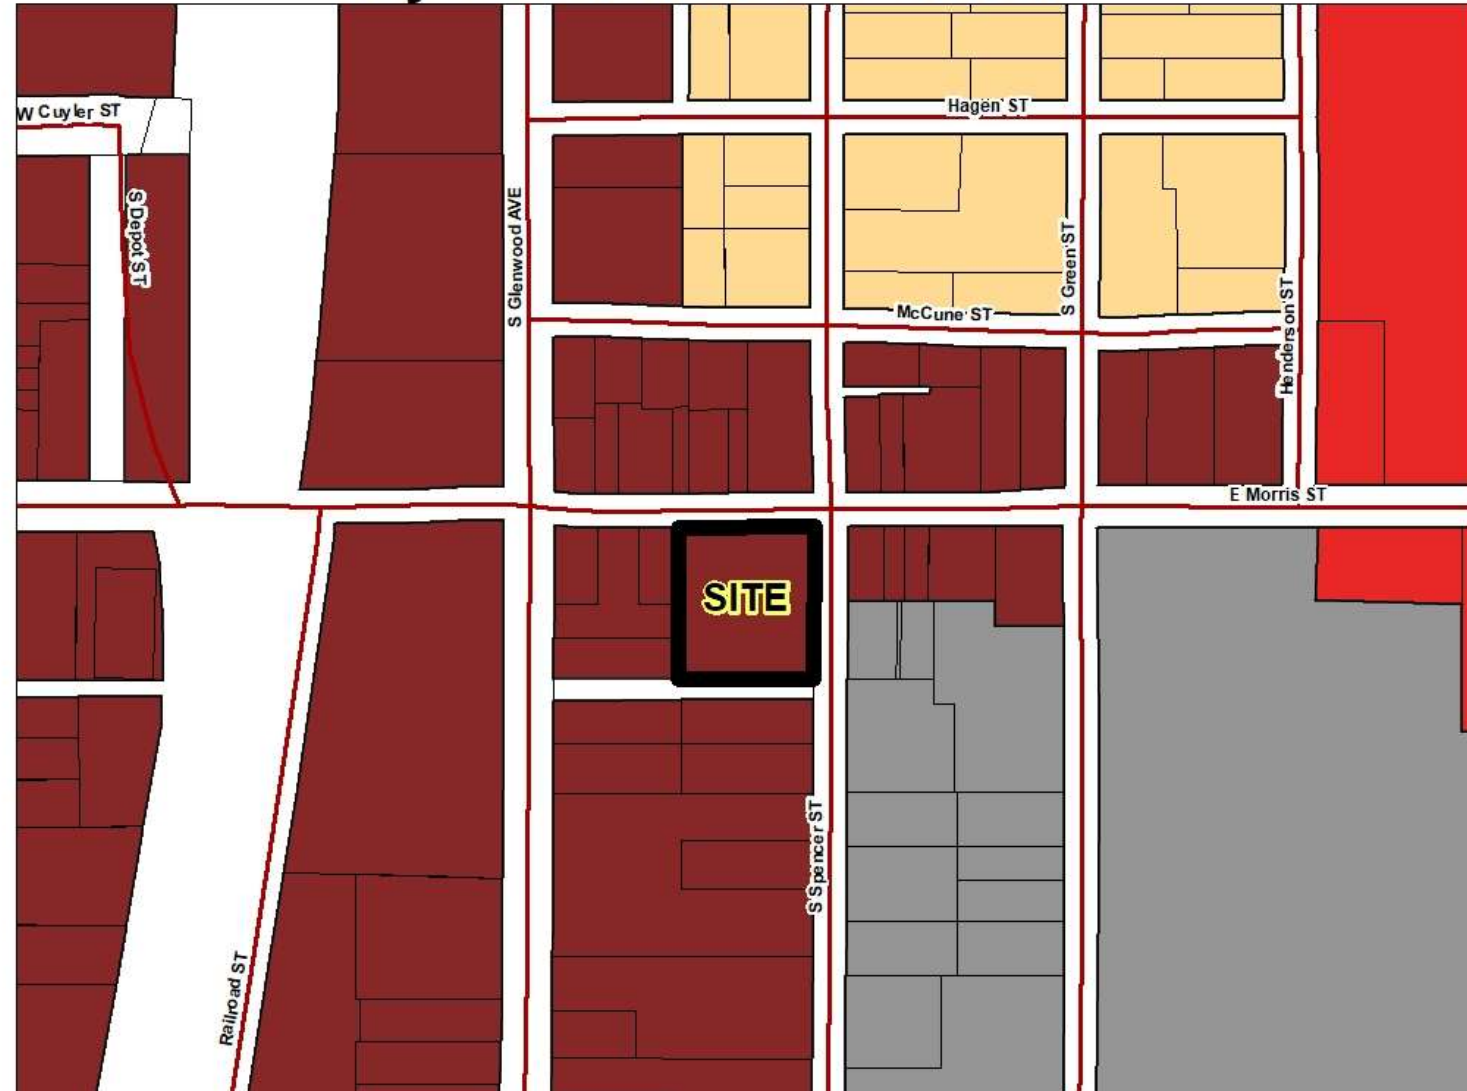 W Cuyler ST
Hagen ST
S Depot ST
S Glenwood AVE
S Green ST
McCune ST
Henderson ST
E Morris ST
SITE
S Spencer ST
Railroad ST